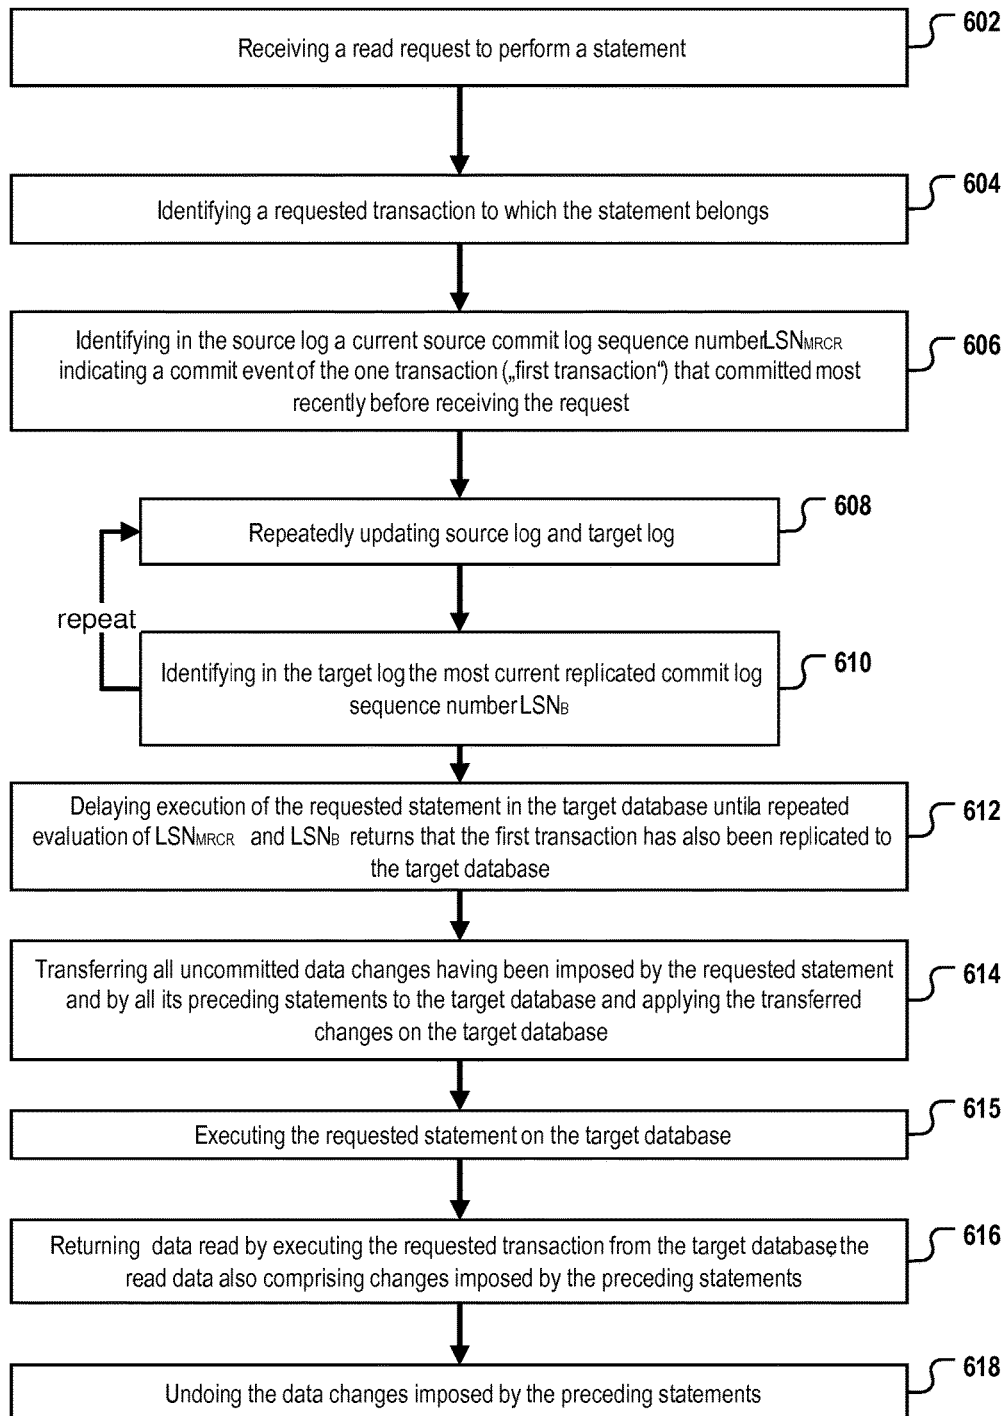 Receiving a read request to perform a statement
602
Identifying a requested transaction to which the statement belongs
604
Identifying in the source log a current source commit log sequence numberLSNMRCR
indicating a commit event of the one transaction („first transaction“) that committed most
recently before receiving the request
606
Repeatedly updating source log and target log
608
repeat
Identifying in the target log the most current replicated commit log
sequence number LSNB
610
Delaying execution of the requested statement in the target database untila repeated
evaluation of LSNMRCR and LSNB returns that the first transaction has also been replicated to
the target database
612
Transferring all uncommitted data changes having been imposed by the requested statement
and by all its preceding statements to the target database and applying the transferred
changes on the target database
614
Executing the requested statement on the target database
615
Returning data read by executing the requested transaction from the target database, the
read data also comprising changes imposed by the preceding statements
616
Undoing the data changes imposed by the preceding statements
618